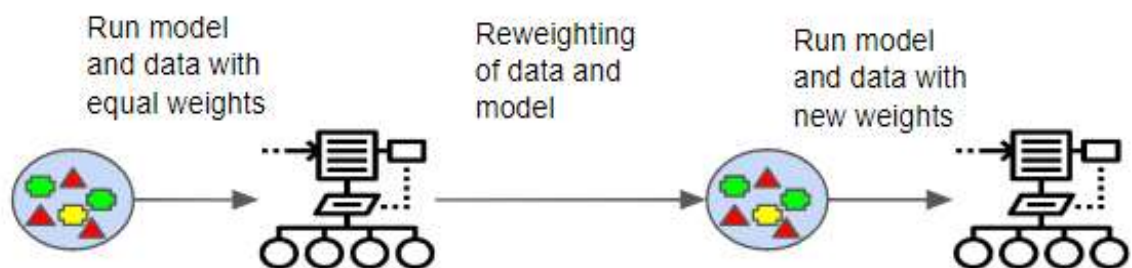 Run model
and data with
equal weights
Reweighting
of data and
model
Run model
and data with
new weights